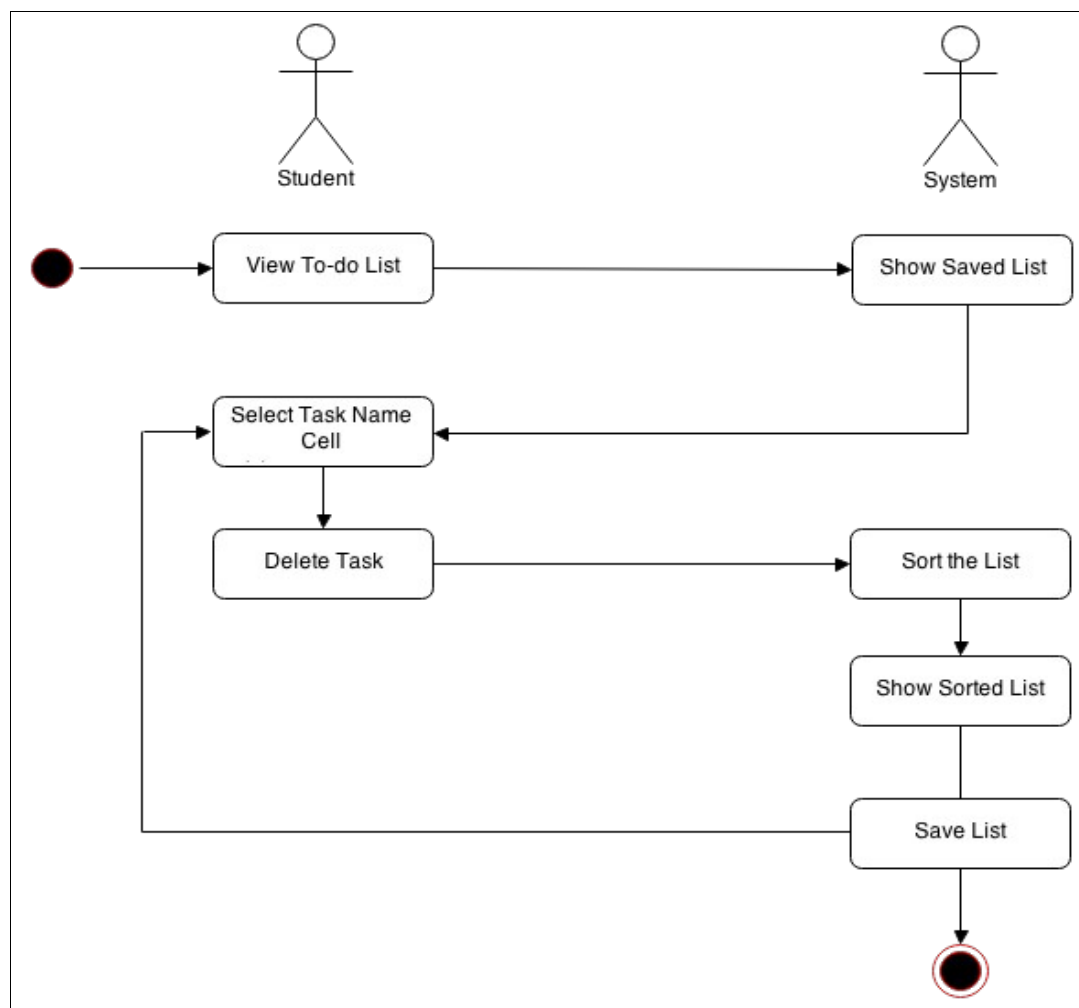 Student
System
View To-do List
Show Saved List
Select Task Name
Cell
Delete Task
Sort the List
Show Sorted List
Save List